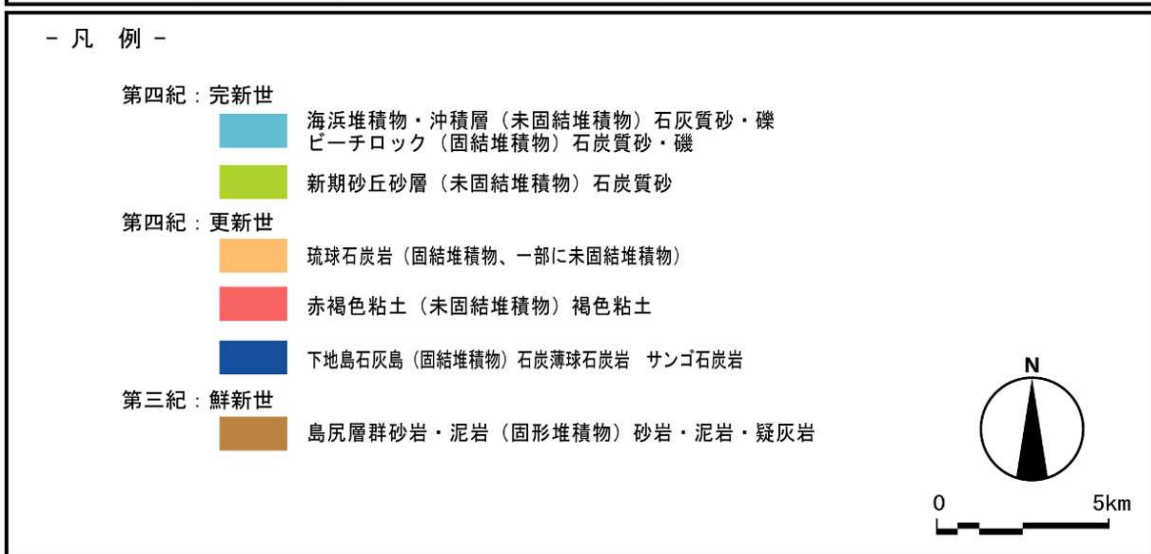 - 凡 例 -
第四紀：完新世
海浜堆積物・沖積層（未固結堆積物）石灰質砂・礫
ビーチロック（固結堆積物）石炭質砂・磯
新期砂丘砂層（未固結堆積物）石炭質砂
第四紀：更新世
琉球石炭岩（固結堆積物、一部に未固結堆積物）
赤褐色粘土（未固結堆積物）褐色粘土
下地島石灰島（固結堆積物）石炭薄球石炭岩　サンゴ石炭岩
第三紀：鮮新世
島尻層群砂岩・泥岩（固形堆積物）砂岩・泥岩・疑灰岩
N
0 5km